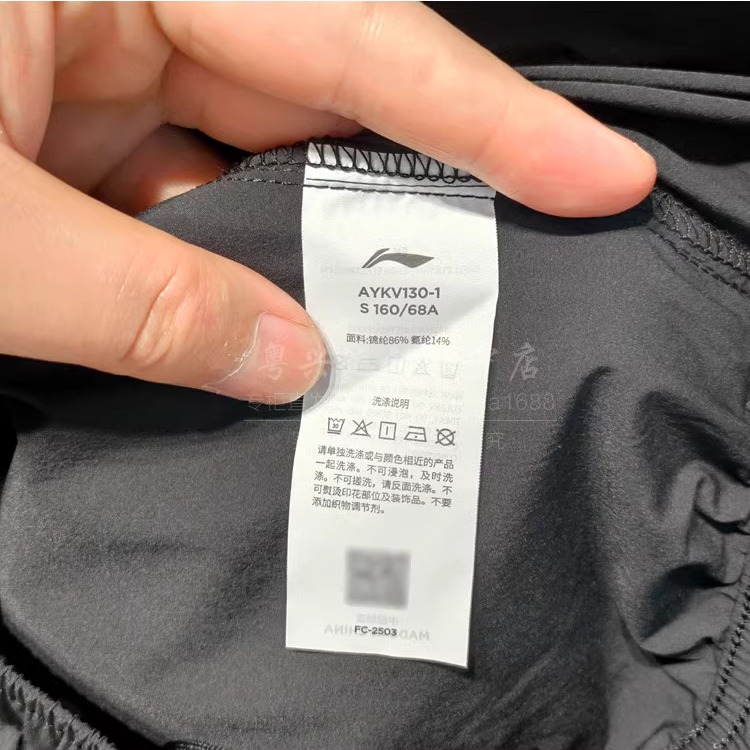 AYKV130-1
S 160/68A
面料:锦纶86% 氨纶14%
洗涤说明
30
请单独洗涤或与颜色相近的产品
一起洗涤。不可浸泡，及时洗
涤。不可搓洗，请反面洗涤。不
可熨烫印花部位及装饰品。不要
添加织物调节剂。
FC-2503